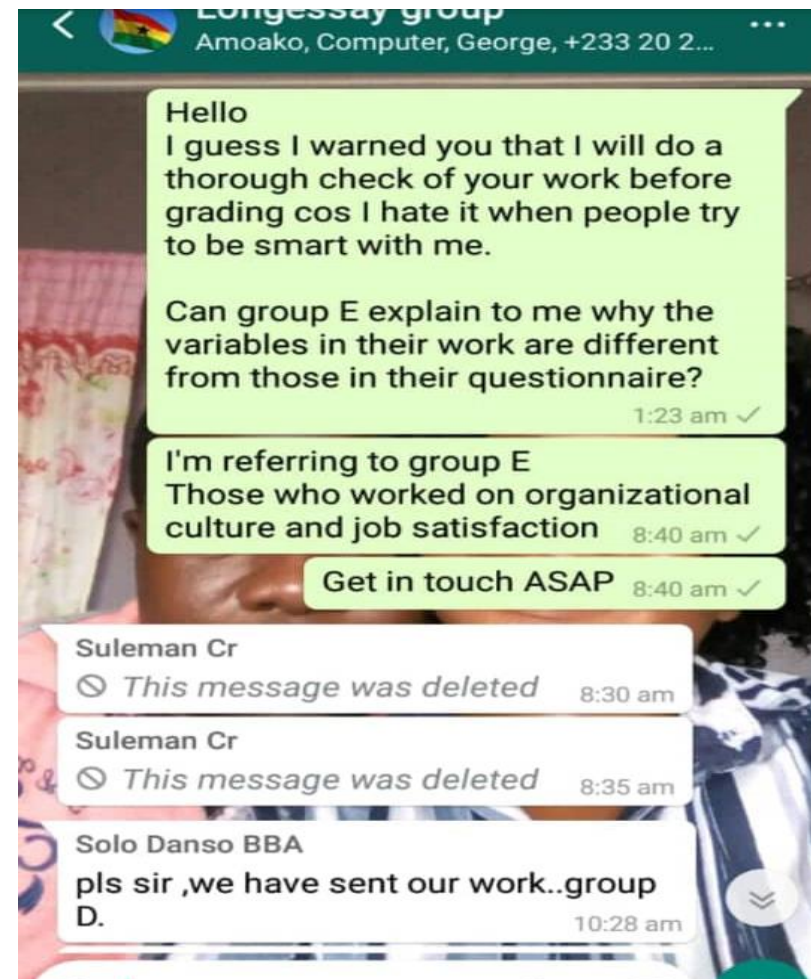 Longessay group
Amoako, Computer, George, +233 20 2...
Hello
I guess I warned you that I will do a
thorough check of your work before
grading cos I hate it when people try
to be smart with me.
Can group E explain to me why the
variables in their work are different
from those in their questionnaire?
1:23 am
I'm referring to group E
Those who worked on organizational
culture and job satisfaction 8:40 am
Get in touch ASAP 8:40 am
Suleman Cr
This message was deleted 8:30 am
Suleman Cr
This message was deleted 8:35 am
Solo Danso BBA
pls sir ,we have sent our work..group
D. 10:28 am